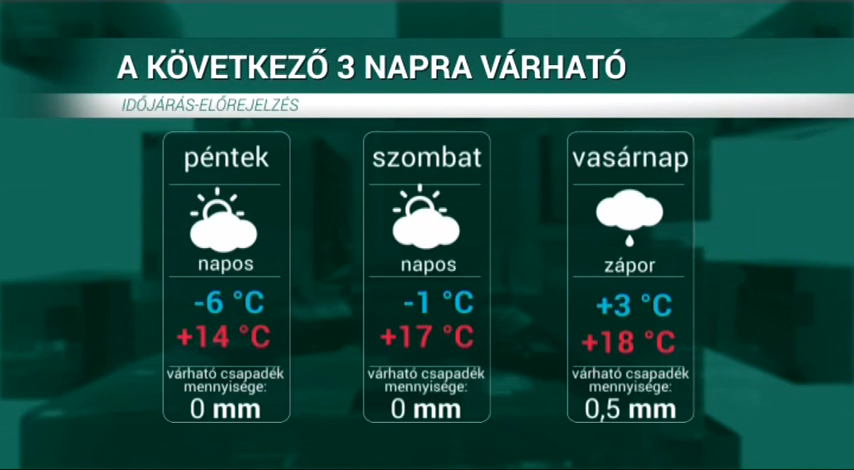 A KÖVETKEZŐ 3 NAPRA VÁRHATÓ
IDŐJÁRÁS-ELŐREJELZÉS
péntek
napos
-6 °C
+14 °C
várható csapadék
mennyisége:
0 mm
szombat
napos
-1 °C
+17 °C
várható csapadék
mennyisége:
0 mm
vasárnap
zápor
+3 °C
+18 °C
várható csapadék
mennyisége:
0,5 mm